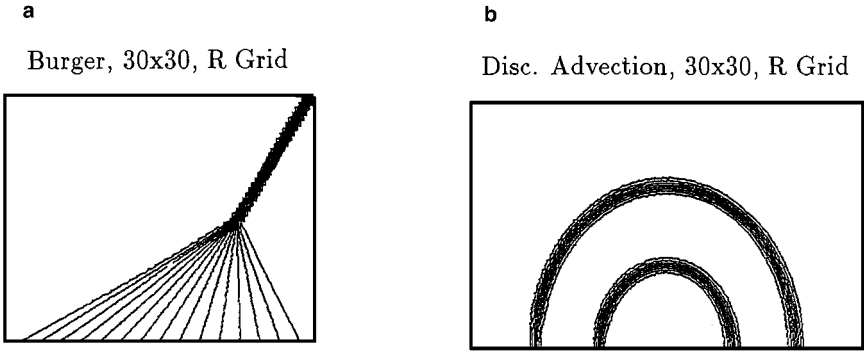 a
Burger, 30x30, R Grid
b
Disc. Advection, 30x30, R Grid